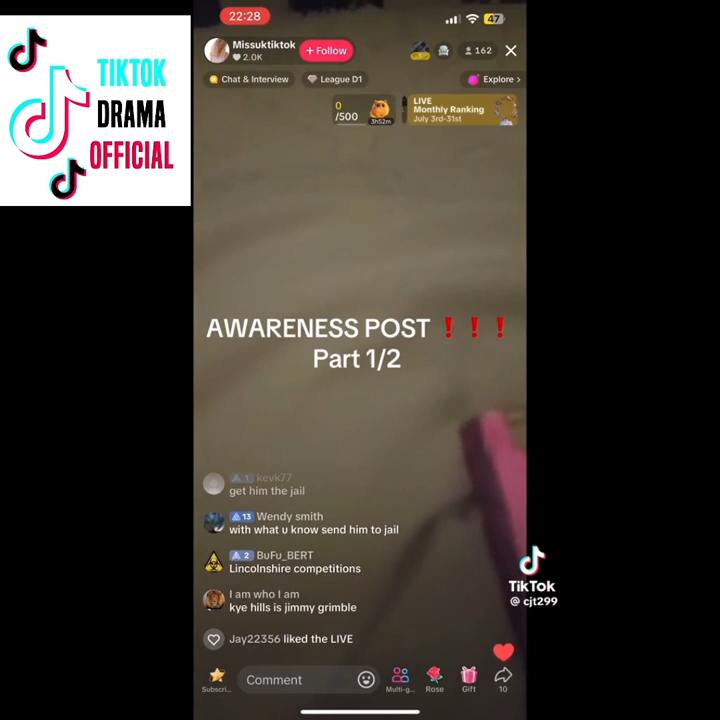 TIKTOK
DRAMA
OFFICIAL
22:28
47
Missuktiktok
2.0K
+ Follow
162
Chat & Interview
League D1
Explore >
0
/500
3h52m
LIVE
Monthly Ranking
July 3rd-31st
AWARENESS POST❗❗❗
Part 1/2
1 kevk77
get him the jail
13 Wendy smith
with what u know send him to jail
2 BuFu_BERT
Lincolnshire competitions
I am who I am
kye hills is jimmy grimble
Jay22356 liked the LIVE
TikTok
@ cjt299
Subscri...
Comment
Multi-g...
Rose
Gift
10